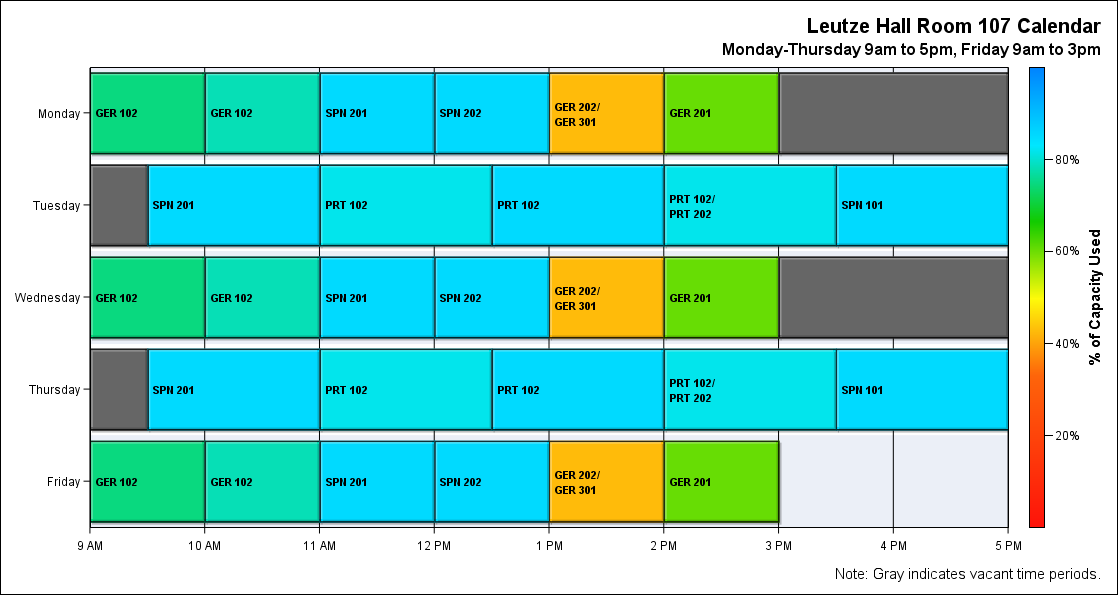 Leutze Hall Room 107 Calendar
Monday-Thursday 9am to 5pm, Friday 9am to 3pm
Monday
GER 102
GER 102
SPN 201
SPN 202
GER 202/
GER 301
GER 201
Tuesday
SPN 201
PRT 102
PRT 102
PRT 102/
PRT 202
SPN 101
Wednesday
GER 102
GER 102
SPN 201
SPN 202
GER 202/
GER 301
GER 201
Thursday
SPN 201
PRT 102
PRT 102
PRT 102/
PRT 202
SPN 101
Friday
GER 102
GER 102
SPN 201
SPN 202
GER 202/
GER 301
GER 201
9 AM
10 AM
11 AM
12 PM
1 PM
2 PM
3 PM
4 PM
5 PM
80%
60%
40%
20%
% of Capacity Used
Note: Gray indicates vacant time periods.